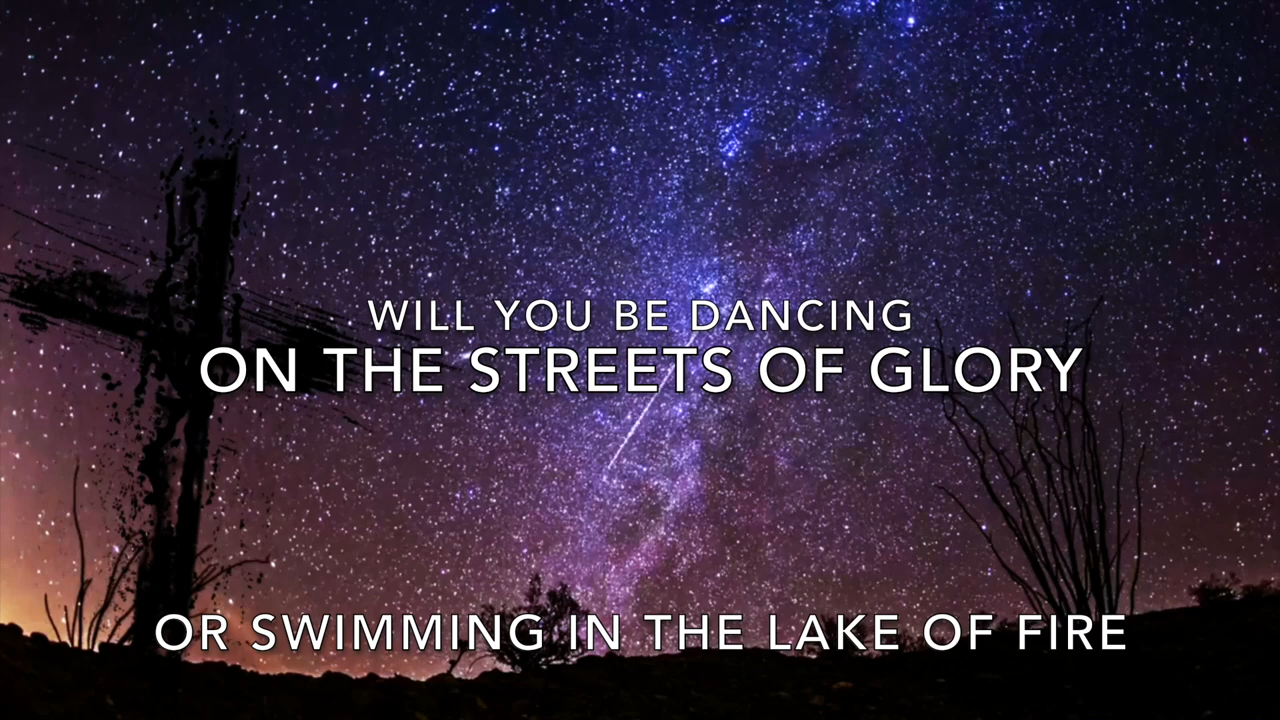 WILL YOU BE DANCING
ON THE STREETS OF GLORY
OR SWIMMING IN THE LAKE OF FIRE